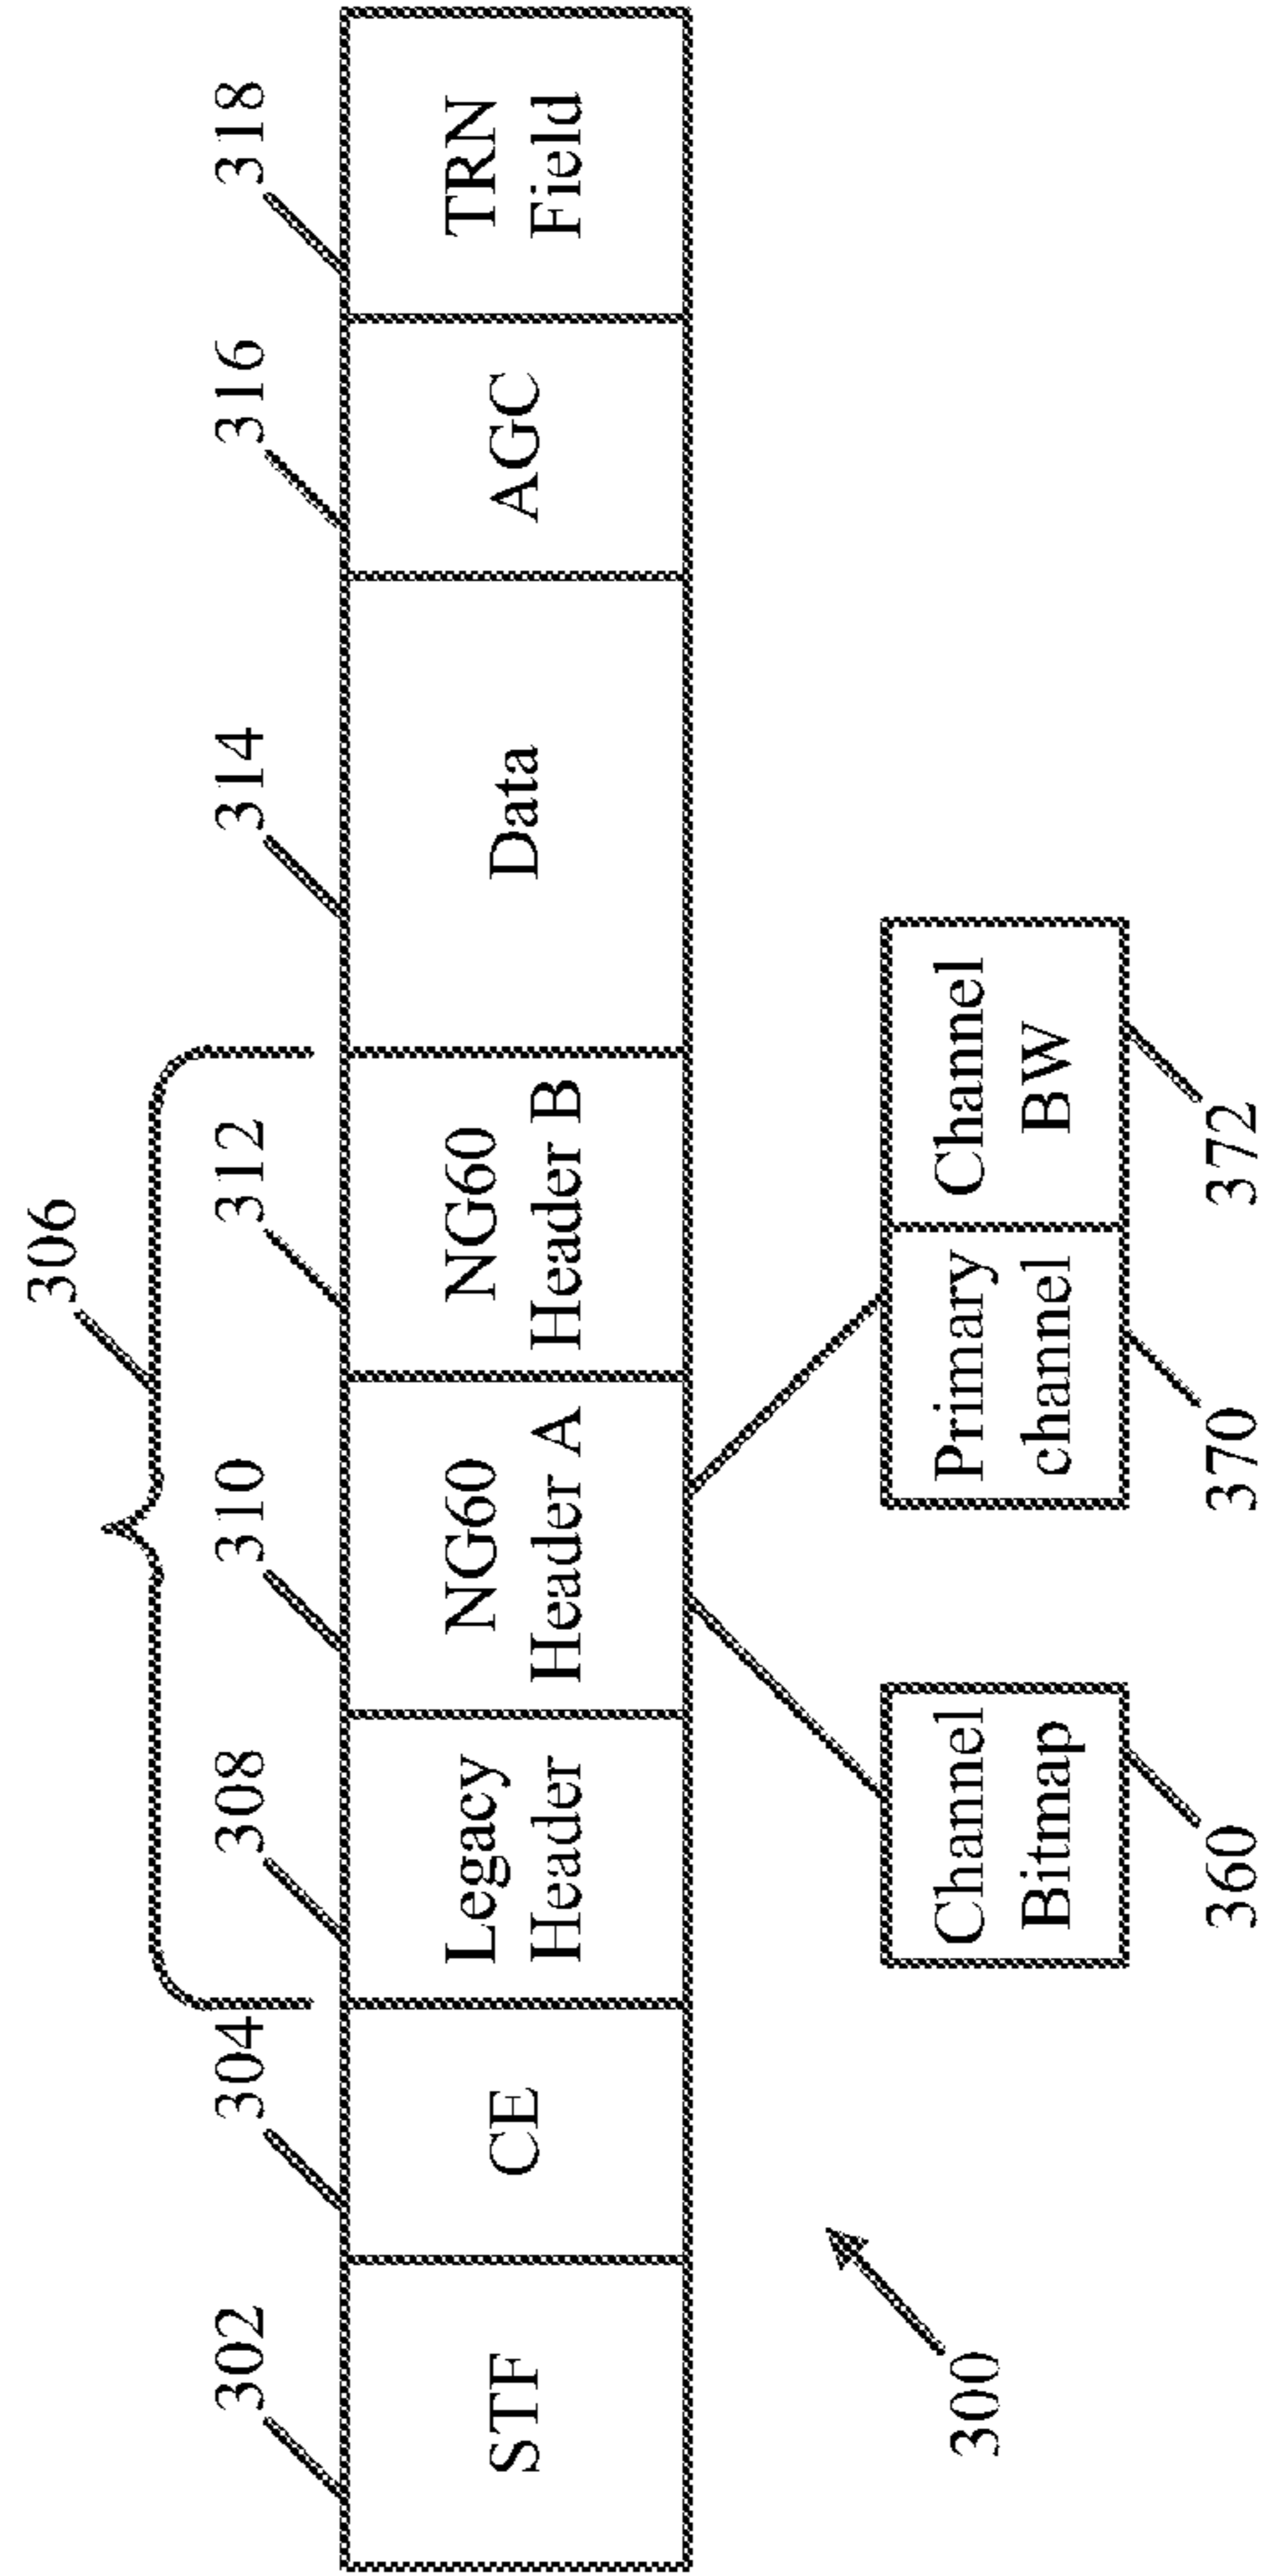 306
302
304
308
310
312
314
316
318
STF
CE
Legacy
Header
NG60
Header A
NG60
Header B
Data
AGC
TRN
Field
Channel
Bitmap
Primary
channel
Channel
BW
300
360
370
372